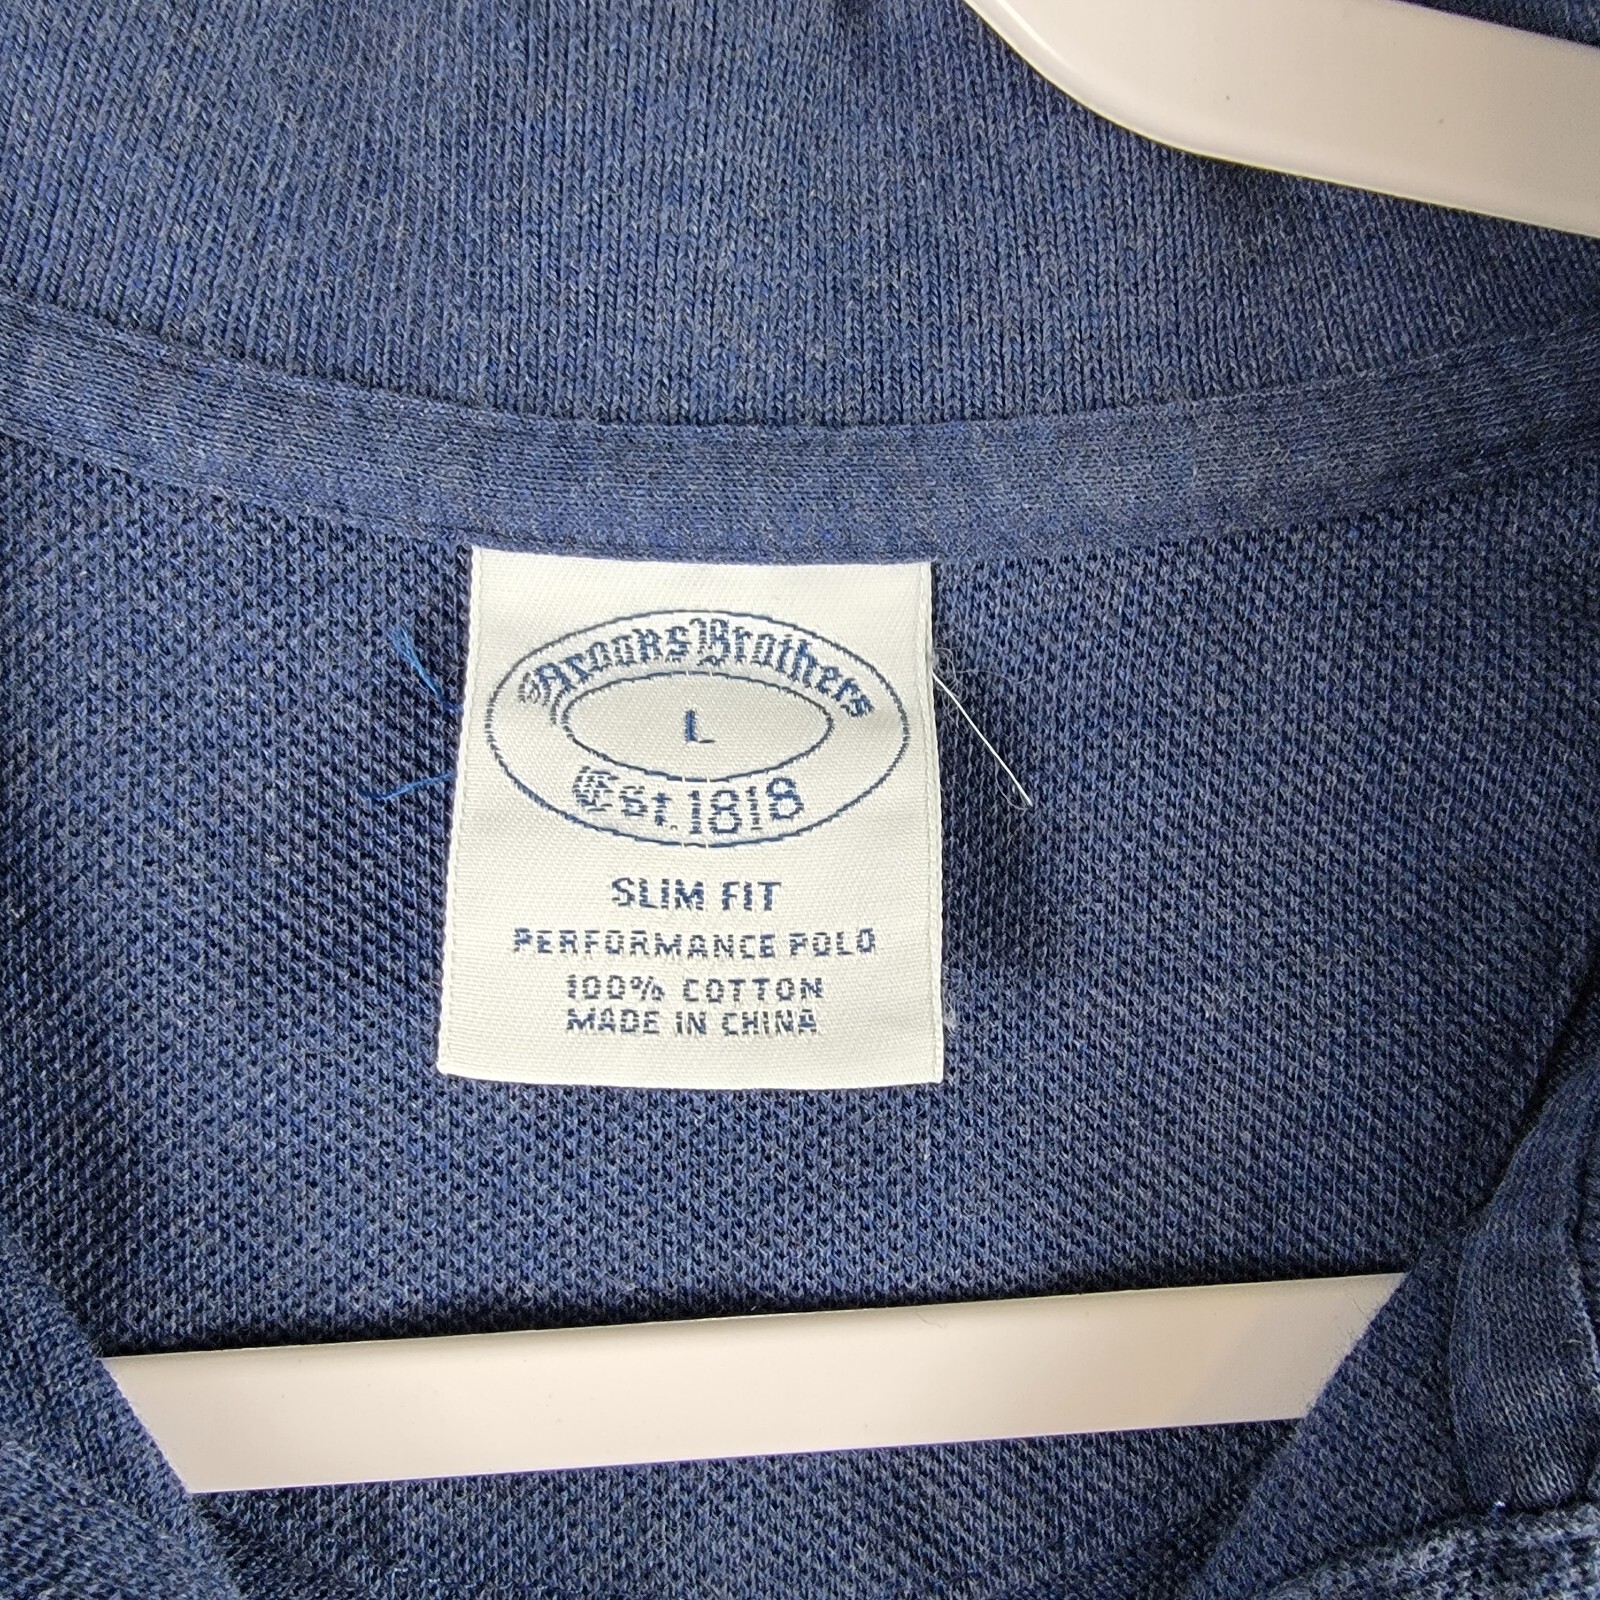 Brooks Brothers
L
Est. 1818
SLIM FIT
PERFORMANCE POLO
100% COTTON
MADE IN CHINA